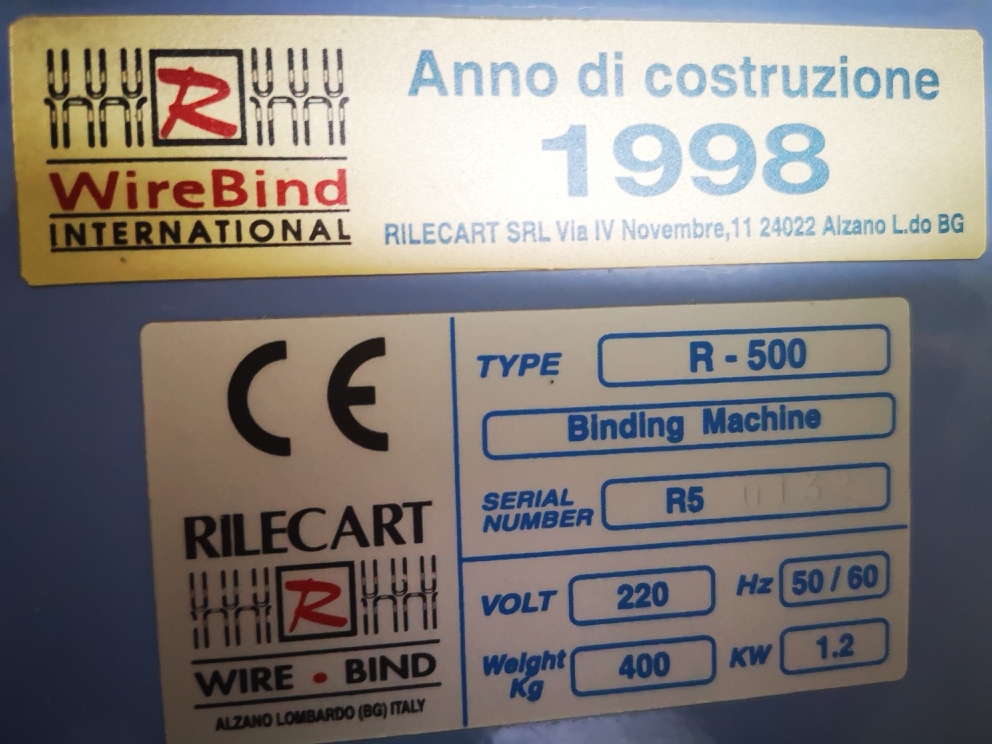 R
WireBind
INTERNATIONAL
Anno di costruzione
1998
RILECART SRL Via IV Novembre,11 24022 Alzano L.do BG
CE
RILECART
R
WIRE • BIND
ALZANO LOMBARDO (BG) ITALY
TYPE R - 500
Binding Machine
SERIAL
NUMBER R5
VOLT 220 Hz 50 / 60
Weight
Kg 400 KW 1.2